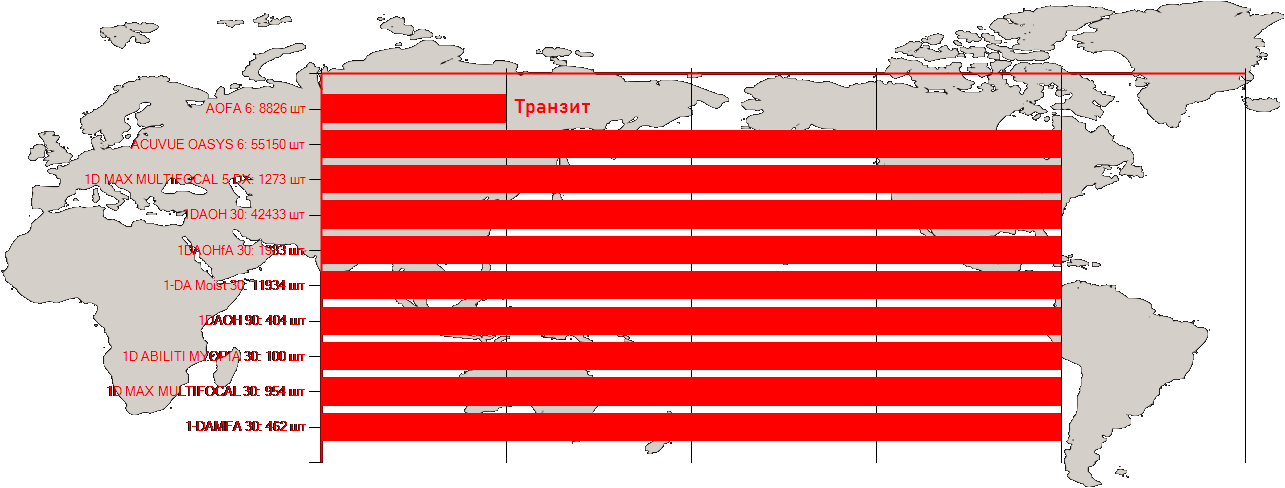 AOFA 6: 8826 шт
Транзит
ACUVUE OASYS 6: 55150 шт
1D MAX MULTIFOCAL 5 DX: 1273 шт
1DAOH 30: 42433 шт
1DAOHfA 30: 1983 шт
1-DA Moist 30: 11934 шт
1DAOH 90: 404 шт
1D ABILITI MYOPIA 30: 100 шт
1D MAX MULTIFOCAL 30: 954 шт
1-DAMFA 30: 462 шт